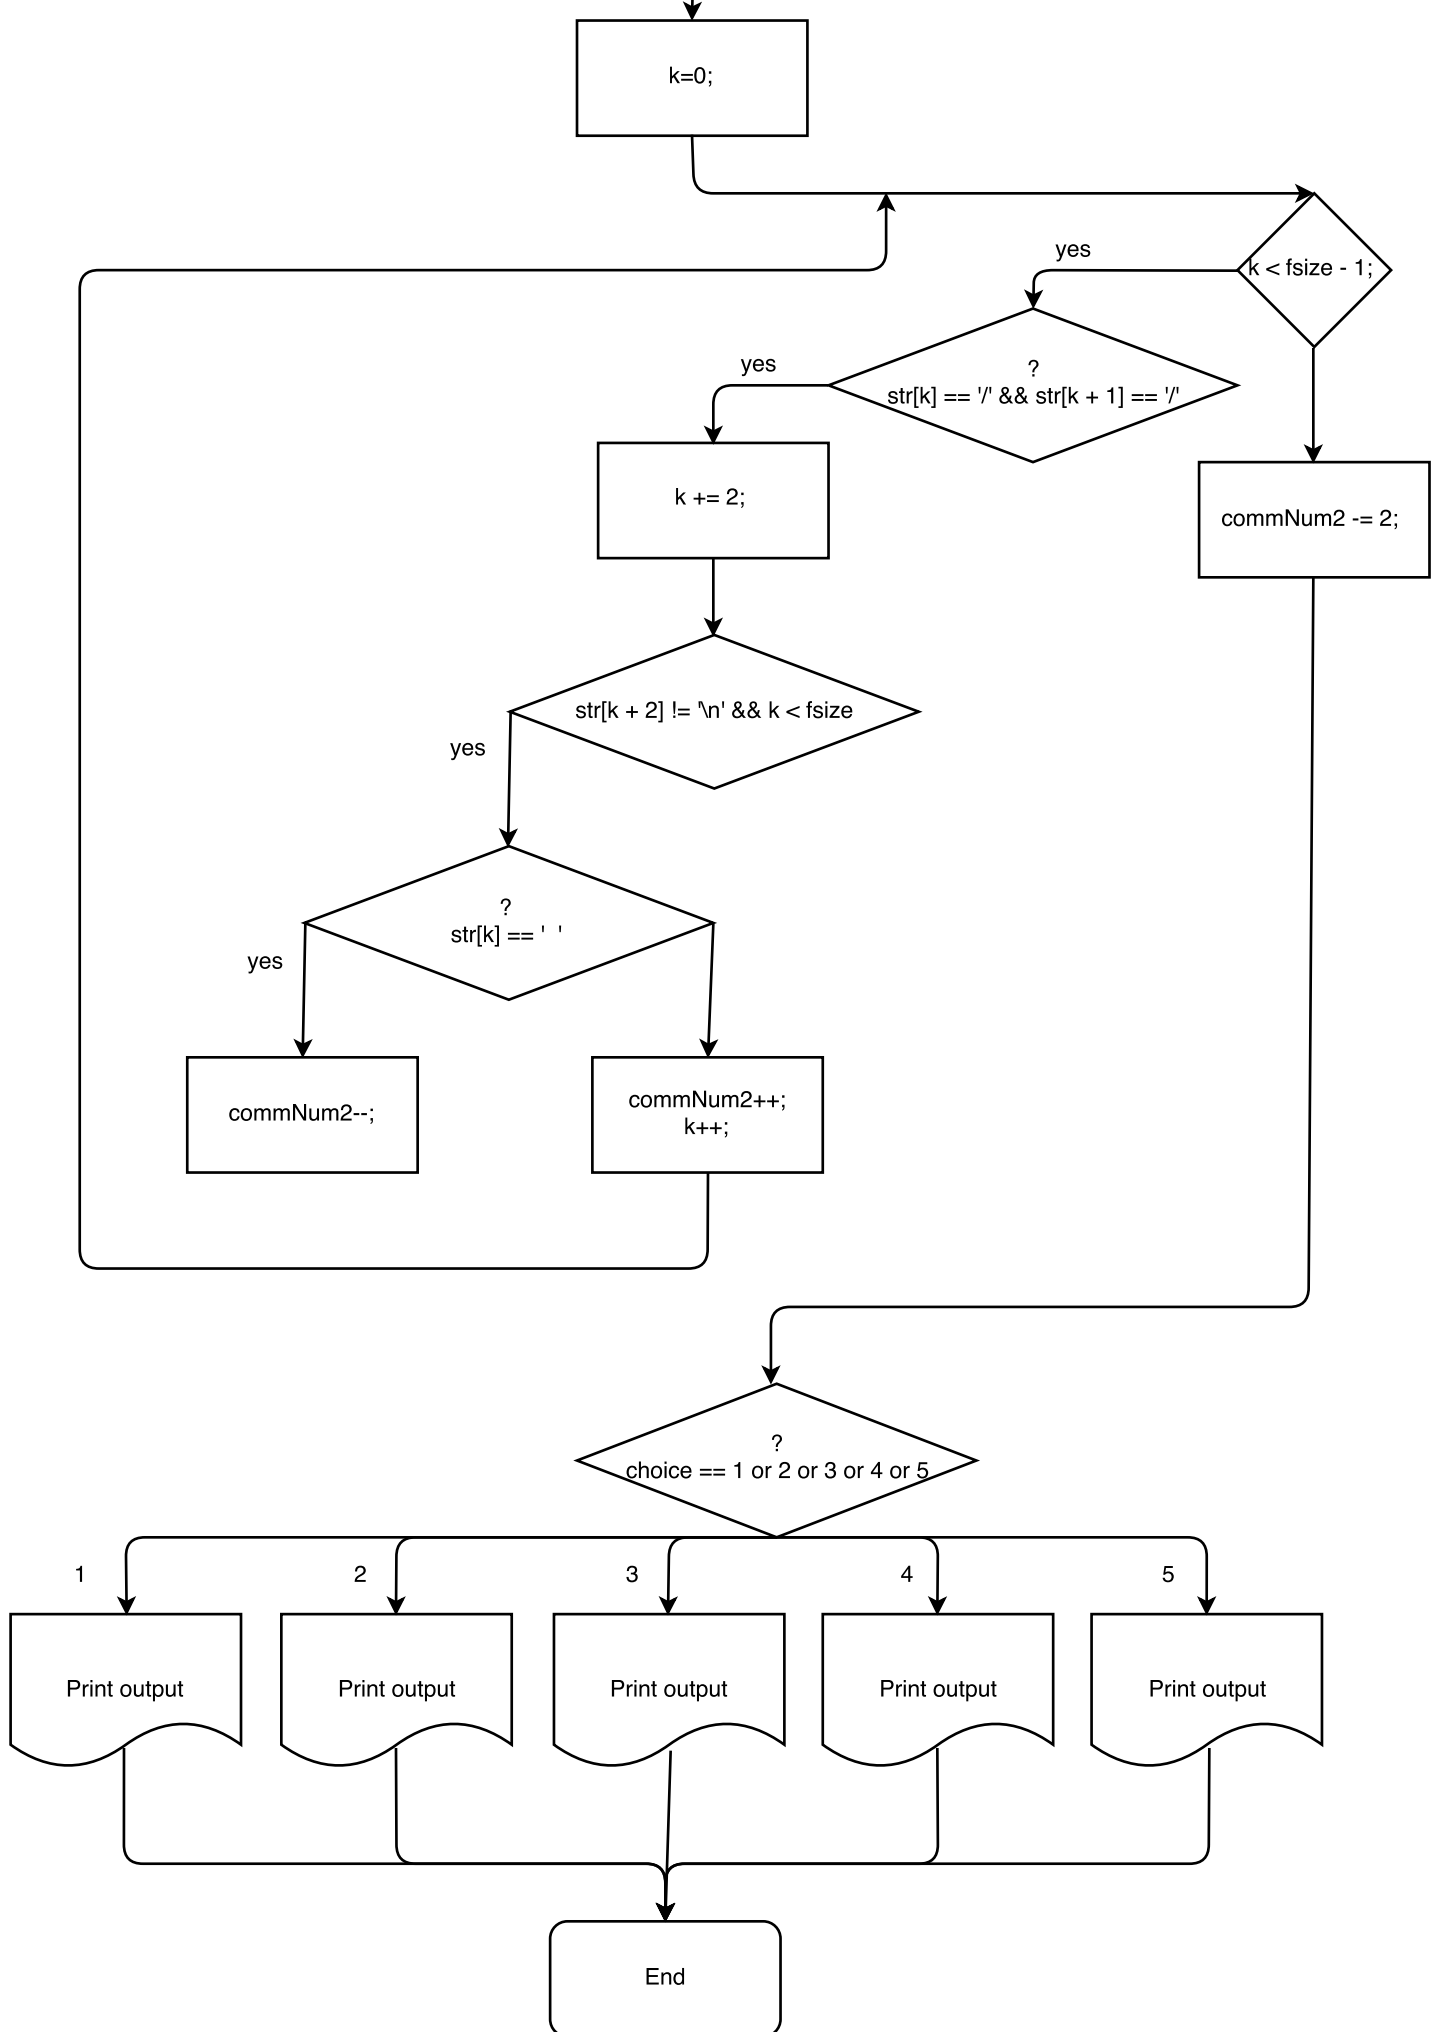 k=0;
yes
k < fsize - 1;
yes
?
str[k] == '/' && str[k + 1] == '/'
k += 2;
commNum2 -= 2;
str[k + 2] != '\n' && k < fsize
yes
?
str[k] == '  '
yes
commNum2--;
commNum2++;
k++;
?
choice == 1 or 2 or 3 or 4 or 5
1
2
3
4
5
Print output
Print output
Print output
Print output
Print output
End